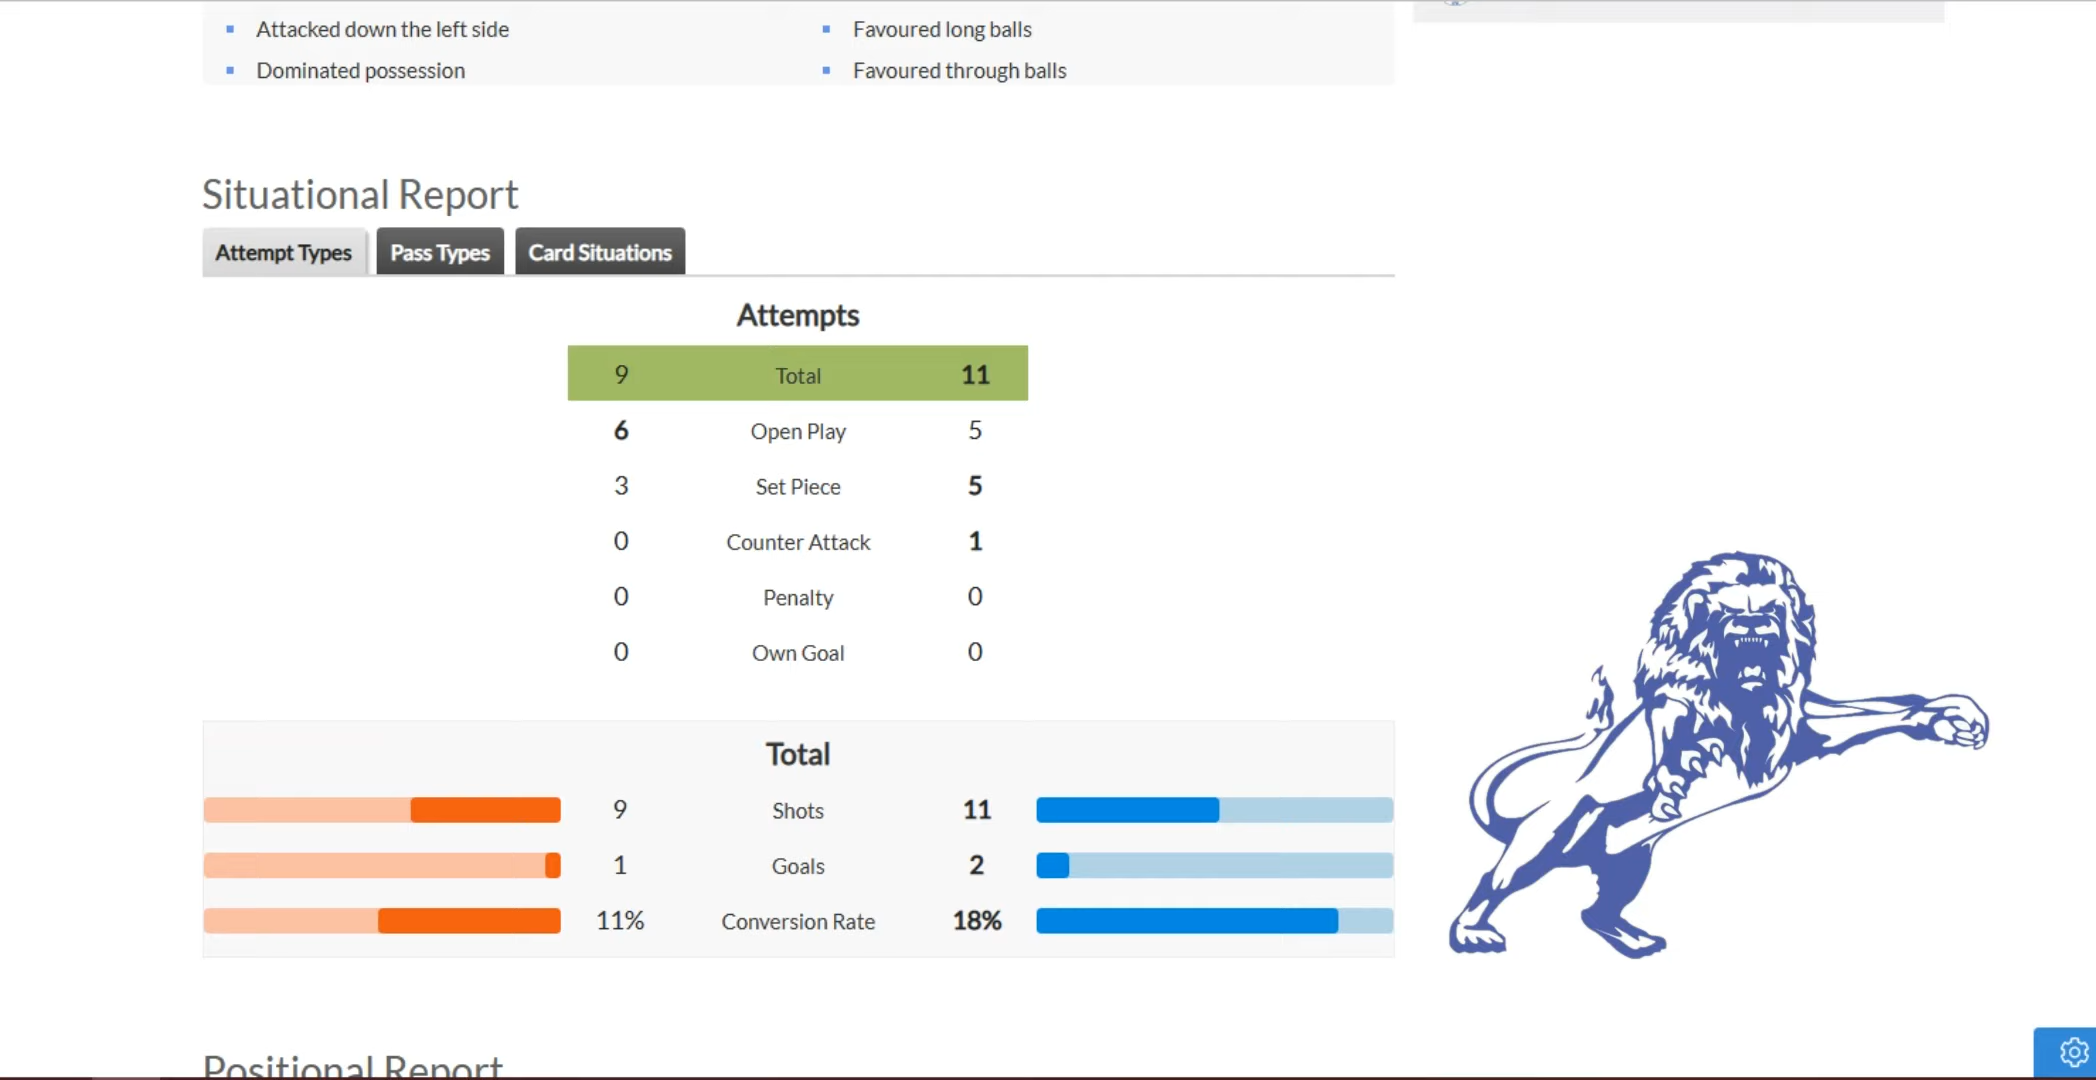 Attacked down the left side
Favoured long balls
Dominated possession
Favoured through balls
Situational Report
Attempt Types
Pass Types
Card Situations
Attempts
9 Total 11
6 Open Play 5
3 Set Piece 5
0 Counter Attack 1
0 Penalty 0
0 Own Goal 0
Total
9 Shots 11
1 Goals 2
11% Conversion Rate 18%
Positional Report